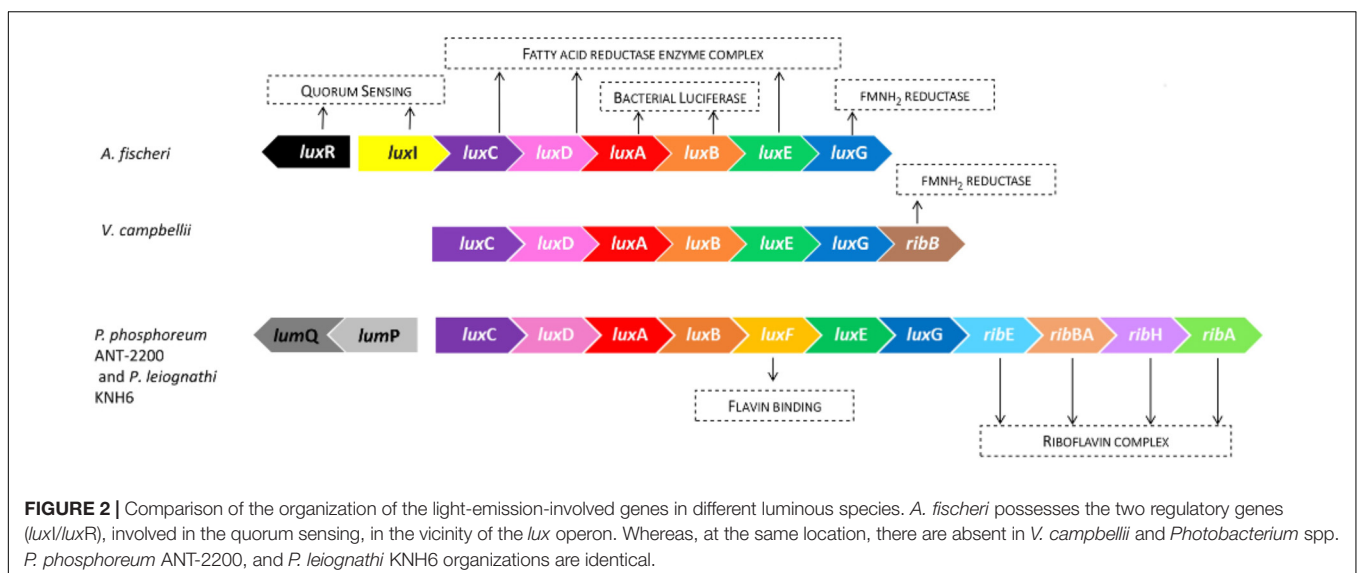 FATTY ACID REDUCTASE ENZYME COMPLEX
QUORUM SENSING
BACTERIAL LUCIFERASE
FMNH₂ REDUCTASE
A. fischeri
luxR luxI luxC luxD luxA luxB luxE luxG
FMNH₂ REDUCTASE
V. campbellii
luxC luxD luxA luxB luxE luxG ribB
P. phosphoreum
ANT-2200
and P. leiognathi
KNH6
lumQ lumP luxC luxD luxA luxB luxF luxE luxG ribE ribBA ribH ribA
FLAVIN BINDING
RIBOFLAVIN COMPLEX
FIGURE 2 | Comparison of the organization of the light-emission-involved genes in different luminous species. A. fischeri possesses the two regulatory genes
(luxI/luxR), involved in the quorum sensing, in the vicinity of the lux operon. Whereas, at the same location, there are absent in V. campbellii and Photobacterium spp.
P. phosphoreum ANT-2200, and P. leiognathi KNH6 organizations are identical.